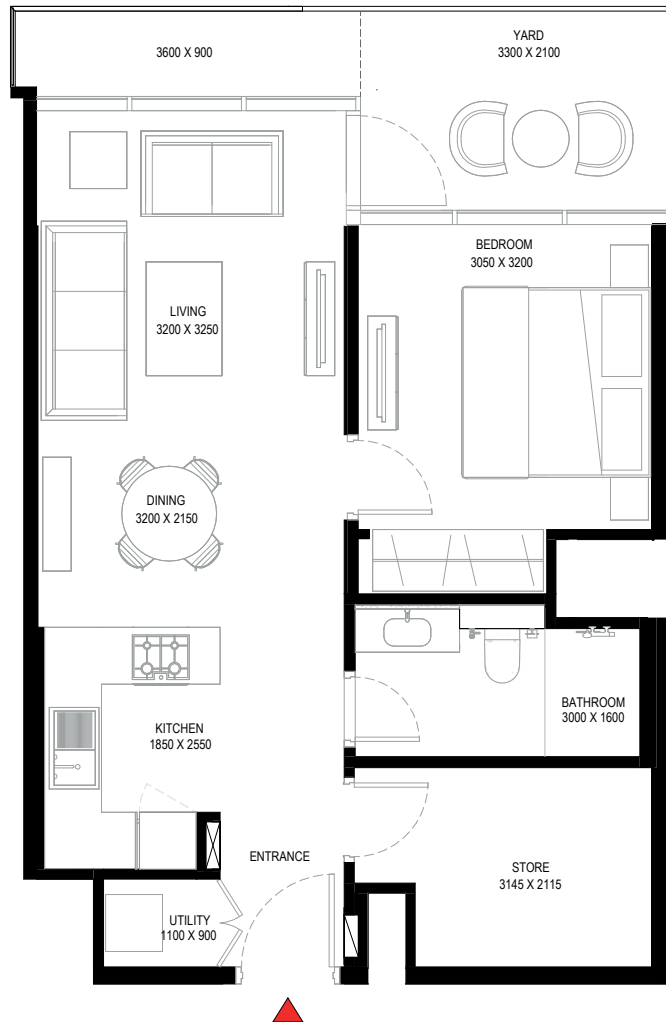 3600 X 900
YARD
3300 X 2100
BEDROOM
3050 X 3200
LIVING
3200 X 3250
DINING
3200 X 2150
KITCHEN
1850 X 2550
BATHROOM
3000 X 1600
ENTRANCE
STORE
3145 X 2115
UTILITY
1100 X 900